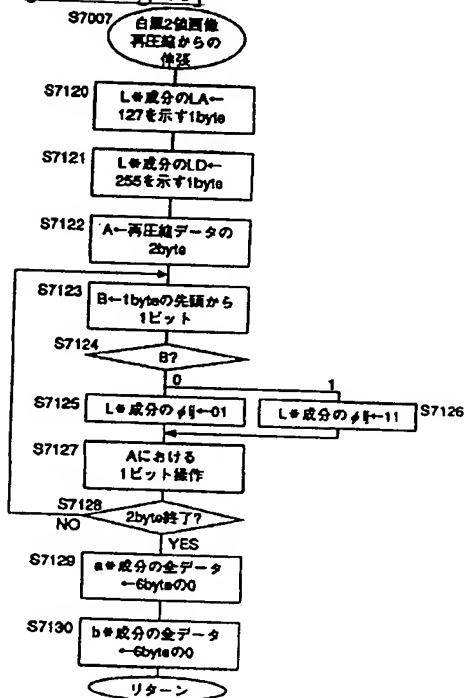 S7007
白黒2値画像
再圧縮からの
伸張
S7120
L*成分のLA←
127を示す1byte
S7121
L*成分のLD←
255を示す1byte
S7122
A←再圧縮データの
2byte
S7123
B←1byteの先頭から
1ビット
S7124
B?
0
1
S7125
L*成分のφij←01
L*成分のφij←11
S7126
S7127
Aにおける
1ビット操作
S7128
2byte終了?
NO
YES
S7129
a*成分の全データ
←6byteの0
S7130
b*成分の全データ
←6byteの0
リターン